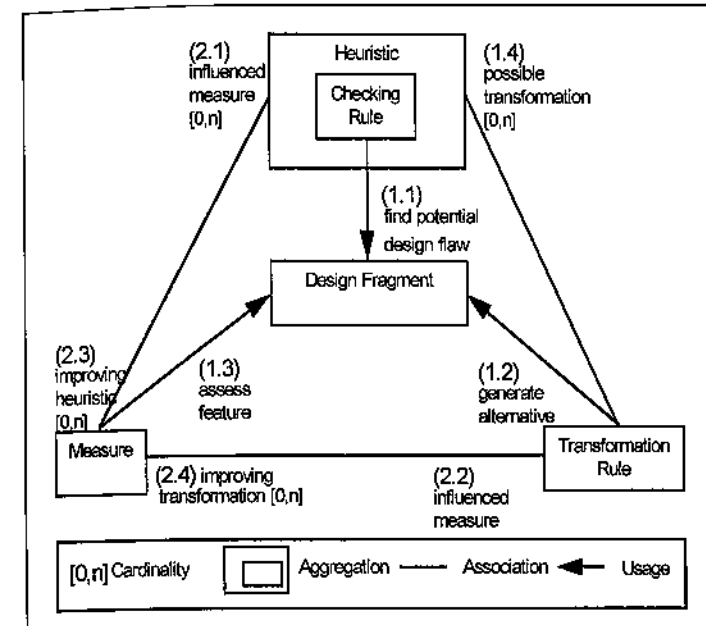 Heuristic
Checking
Rule
(2.1)
influenced
measure
[0,n]
(1.4)
possible
transformation
[0,n]
(1.1)
find potential
design flaw
Design Fragment
(2.3)
improving
heuristic
[0,n]
(1.3)
assess
feature
(1.2)
generate
alternative
Measure
Transformation
Rule
(2.4) improving
transformation [0,n]
(2.2)
influenced
measure
[0,n] Cardinality Aggregation Association Usage